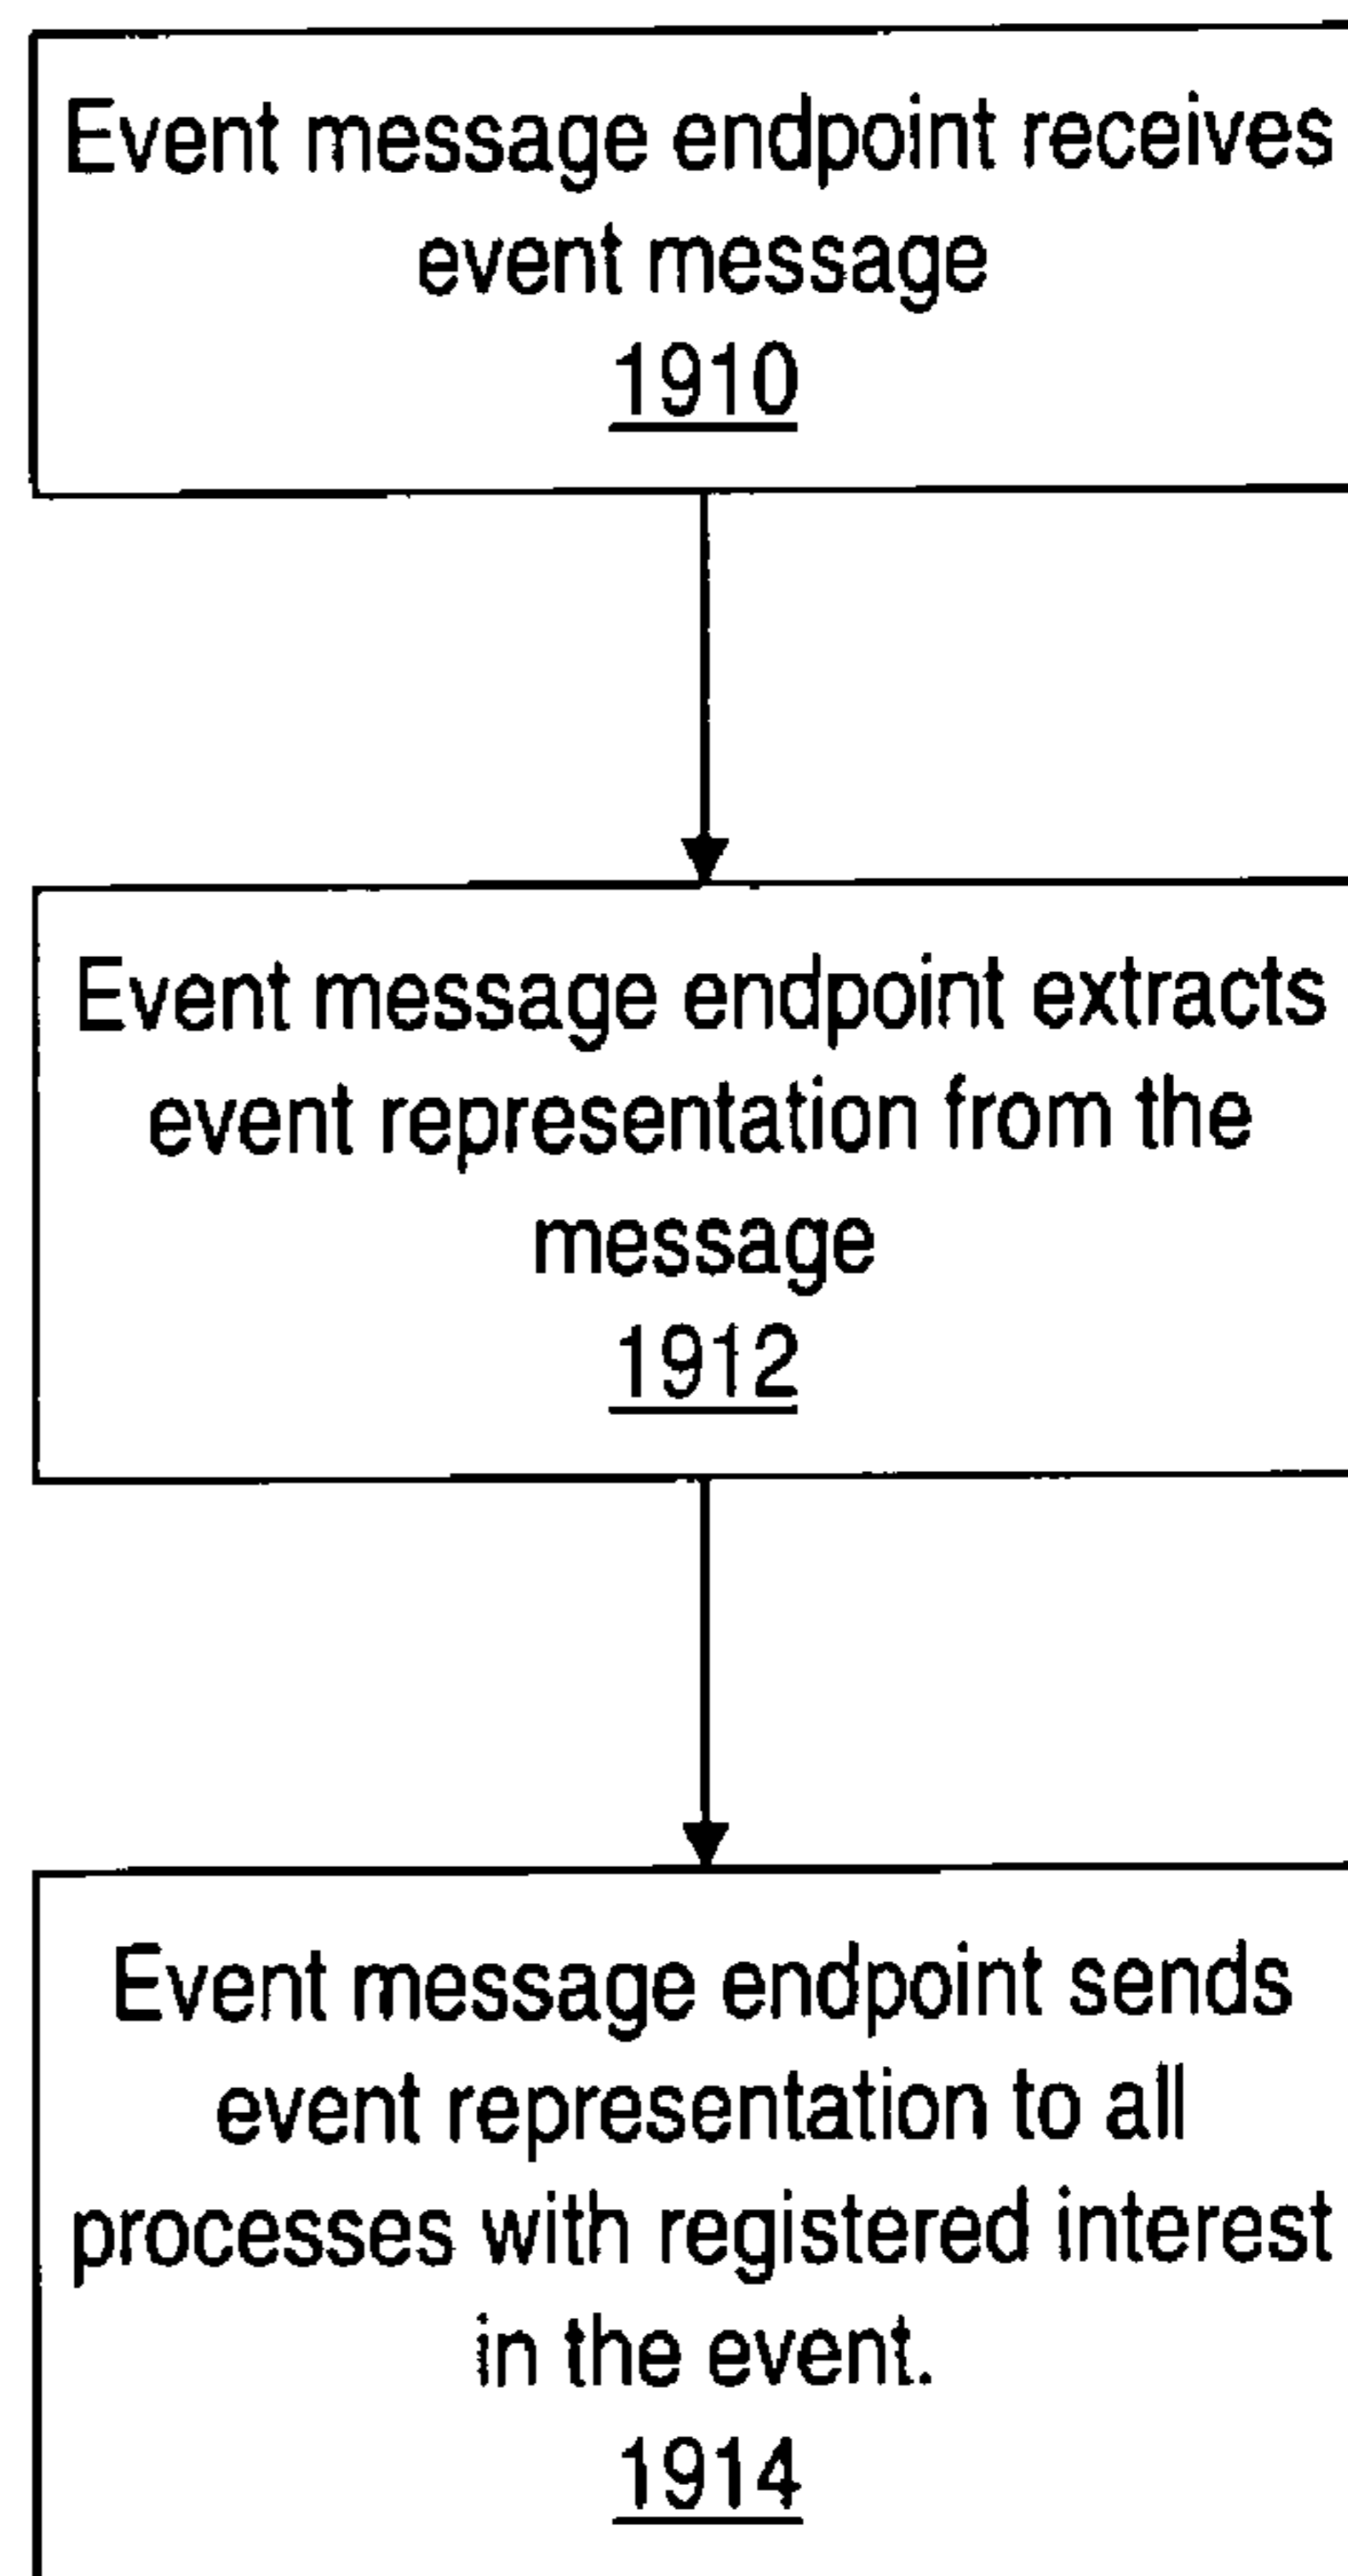 Event message endpoint receives
event message
1910
Event message endpoint extracts
event representation from the
message
1912
Event message endpoint sends
event representation to all
processes with registered interest
in the event.
1914